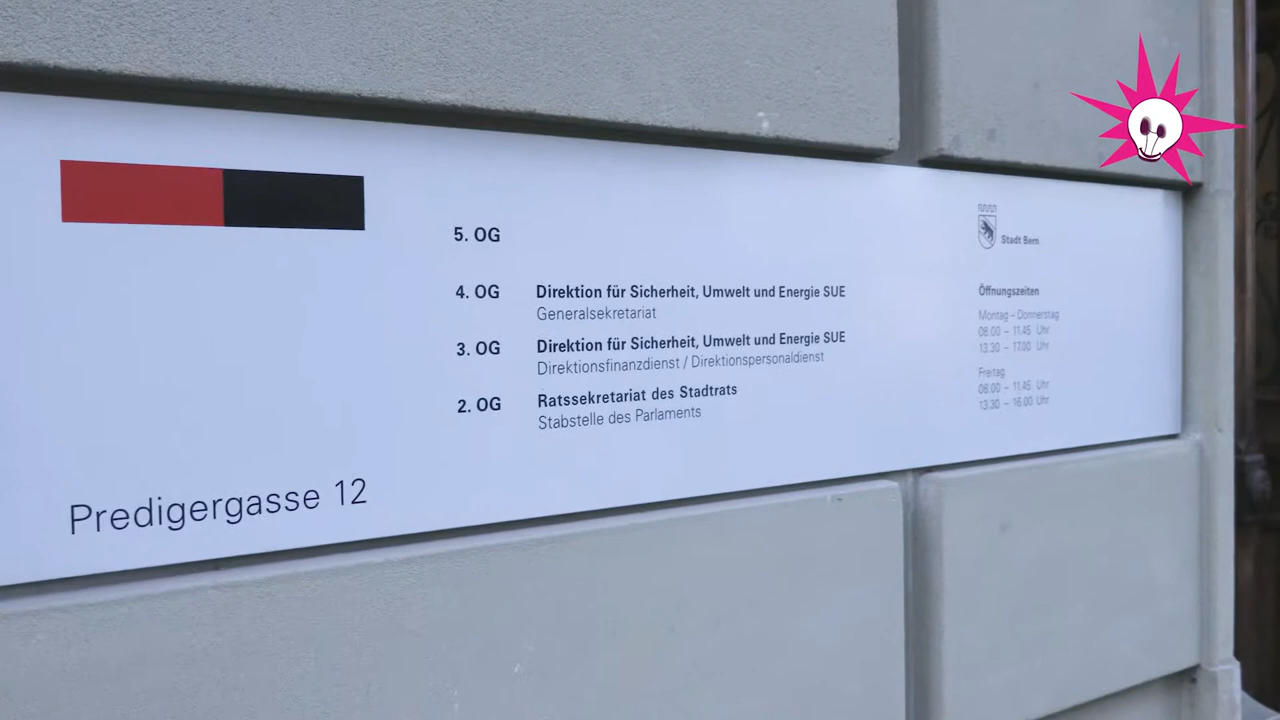 5. OG
4. OG Direktion für Sicherheit, Umwelt und Energie SUE
Generalsekretariat
3. OG Direktion für Sicherheit, Umwelt und Energie SUE
Direktionsfinanzdienst / Direktionspersonaldienst
2. OG Ratssekretariat des Stadtrats
Stabstelle des Parlaments
Predigergasse 12
Stadt Bern
Öffnungszeiten
Montag – Donnerstag
08.00 – 11.45 Uhr
13.30 – 17.00 Uhr
Freitag
08.00 – 11.45 Uhr
13.30 – 16.00 Uhr